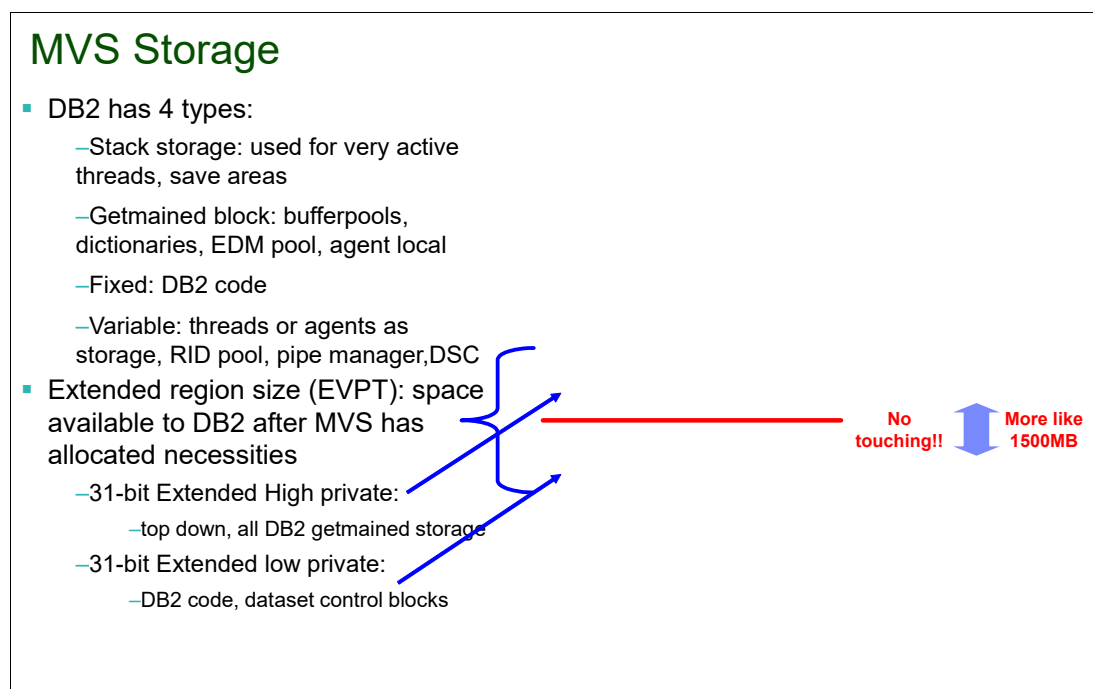 MVS Storage
▪ DB2 has 4 types:
–Stack storage: used for very active
threads, save areas
–Getmained block: bufferpools,
dictionaries, EDM pool, agent local
–Fixed: DB2 code
–Variable: threads or agents as
storage, RID pool, pipe manager,DSC
▪ Extended region size (EVPT): space
available to DB2 after MVS has
allocated necessities
–31-bit Extended High private:
–top down, all DB2 getmained storage
–31-bit Extended low private:
–DB2 code, dataset control blocks
No
touching!!
More like
1500MB